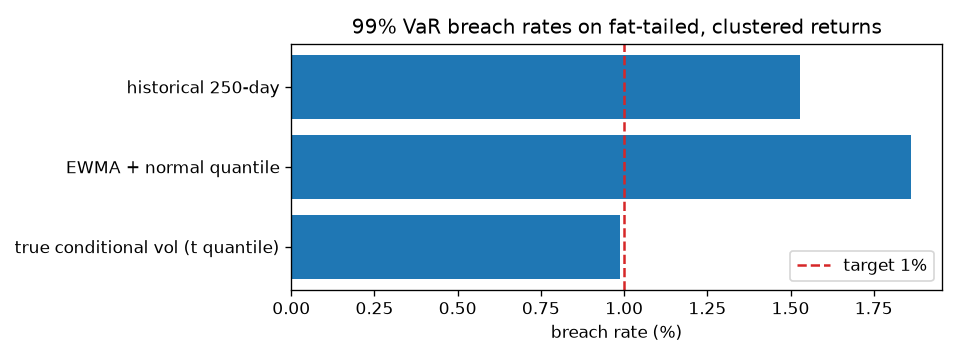 99% VaR breach rates on fat-tailed, clustered returns
historical 250-day
EWMA + normal quantile
true conditional vol (t quantile)
target 1%
0.00 0.25 0.50 0.75 1.00 1.25 1.50 1.75
breach rate (%)